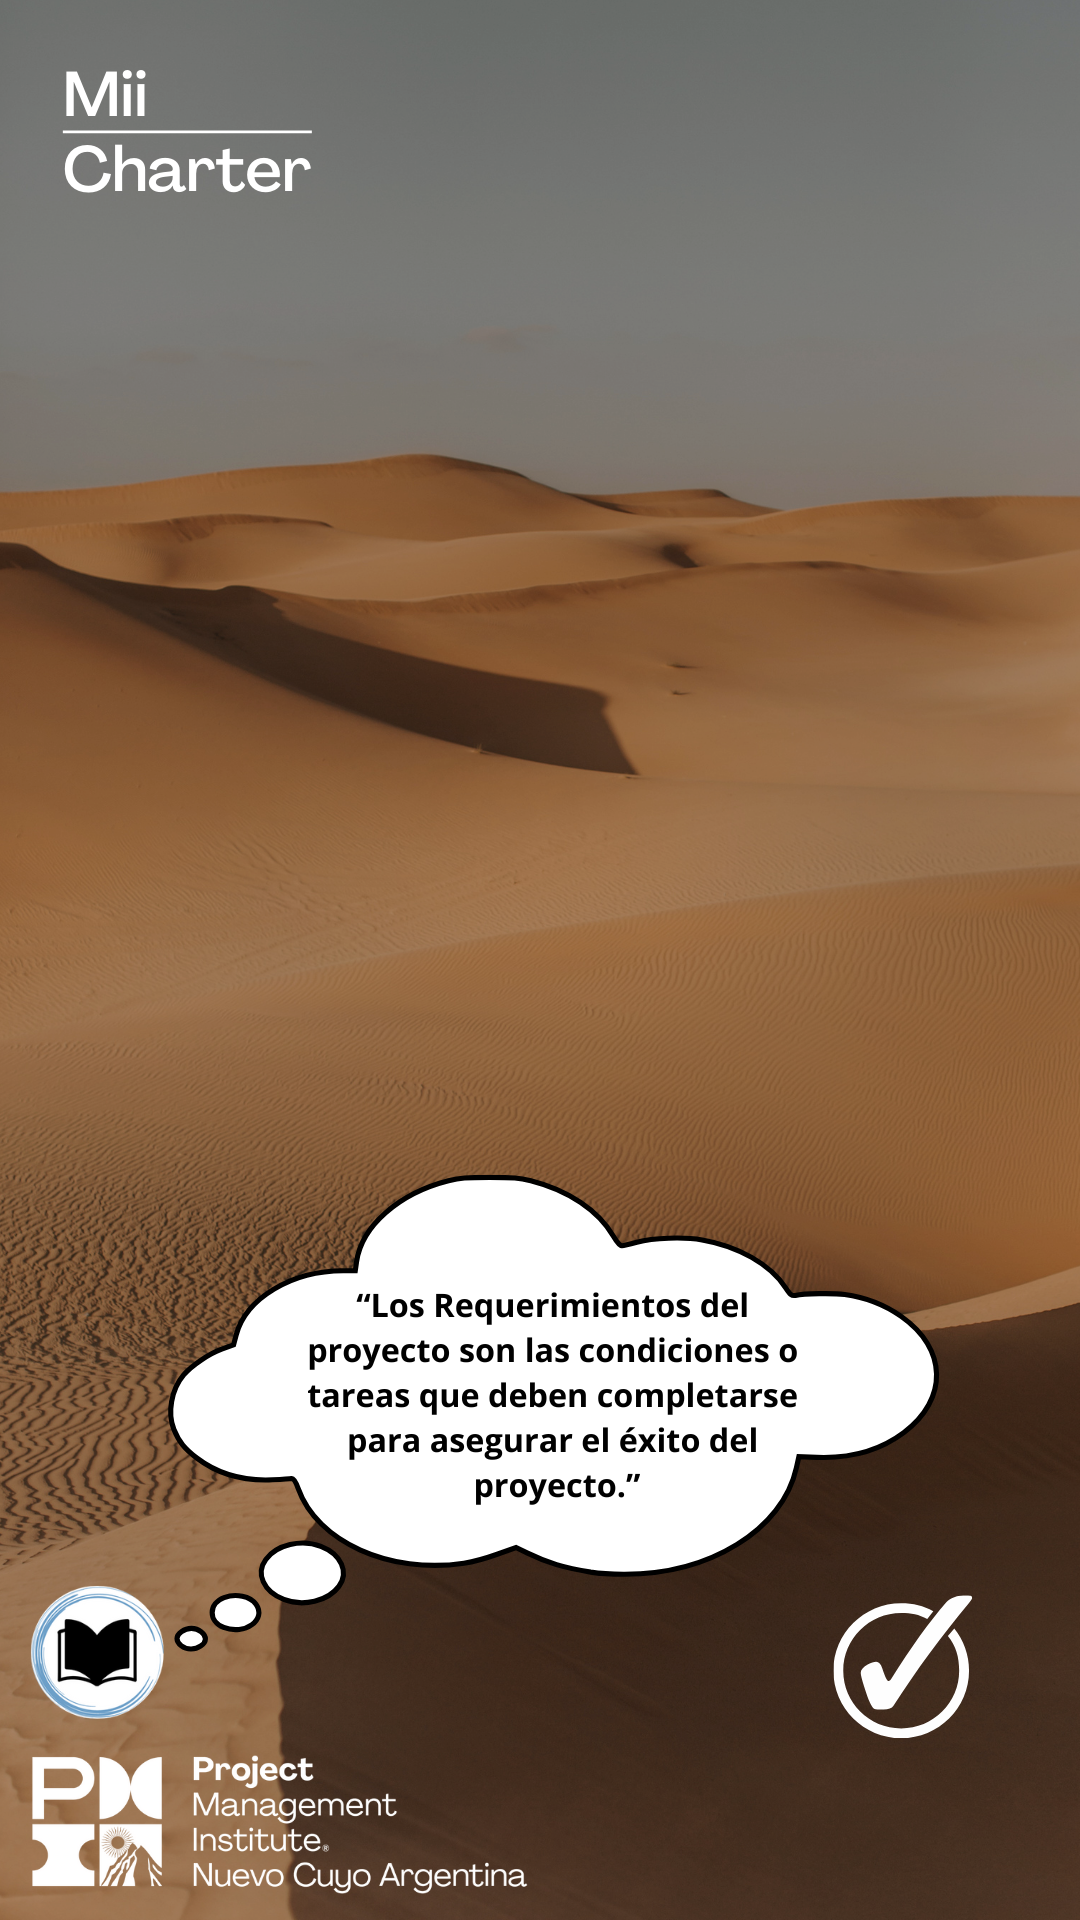 Mii
Charter
“Los Requerimientos del
proyecto son las condiciones o
tareas que deben completarse
para asegurar el éxito del
proyecto.”
PM
Project
Management
Institute®
Nuevo Cuyo Argentina